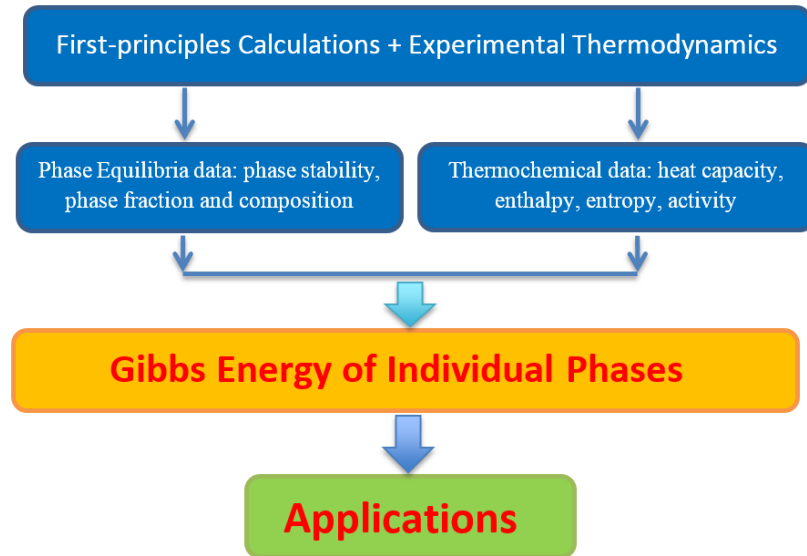 First-principles Calculations + Experimental Thermodynamics
Phase Equilibria data: phase stability,
phase fraction and composition
Thermochemical data: heat capacity,
enthalpy, entropy, activity
Gibbs Energy of Individual Phases
Applications